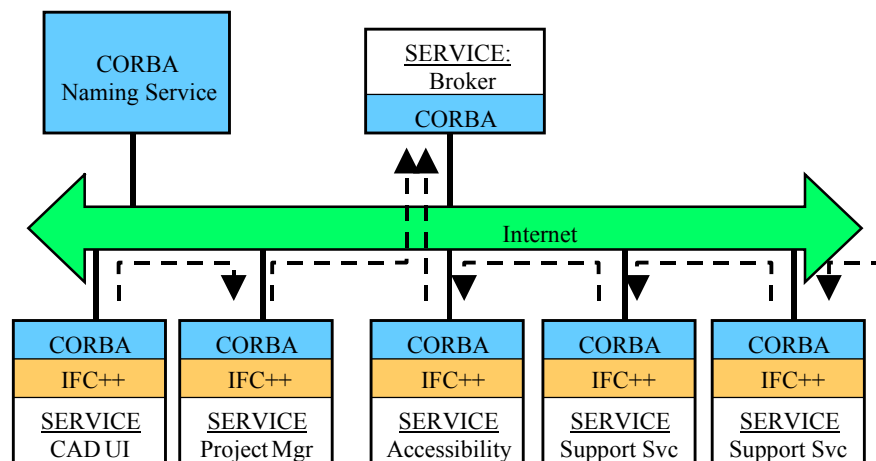 CORBA
Naming Service
SERVICE:
Broker
CORBA
Internet
CORBA
IFC++
SERVICE
CAD UI
CORBA
IFC++
SERVICE
Project Mgr
CORBA
IFC++
SERVICE
Accessibility
CORBA
IFC++
SERVICE
Support Svc
CORBA
IFC++
SERVICE
Support Svc